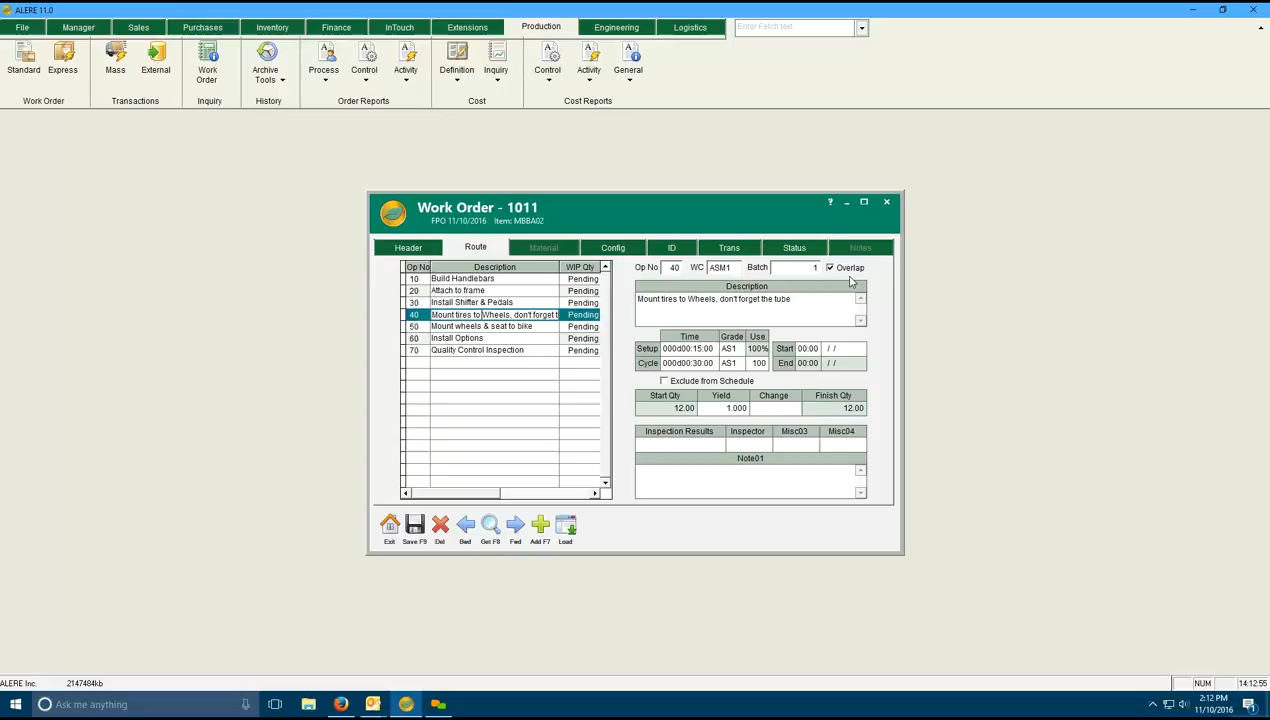 ALERE 11.0
File Manager Sales Purchases Inventory Finance InTouch Extensions Production Engineering Logistics Enter Fetch text
Standard Express Mass External Work Order Archive Tools Process Control Activity Definition Inquiry Control Activity General
Work Order Transactions Inquiry History Order Reports Cost Cost Reports
Work Order - 1011
FPO 11/10/2016 Item: MBBA02
Header Route Material Config ID Trans Status Notes
Op No Description WIP Qty
10 Build Handlebars Pending
20 Attach to frame Pending
30 Install Shifter & Pedals Pending
40 Mount tires to Wheels, don't forget t Pending
50 Mount wheels & seat to bike Pending
60 Install Options Pending
70 Quality Control Inspection Pending
Op No 40 WC ASM1 Batch 1 Overlap
Description
Mount tires to Wheels, don't forget the tube
Time Grade Use
Setup 000d00:15:00 AS1 100% Start 00:00 / /
Cycle 000d00:30:00 AS1 100 End 00:00 / /
Exclude from Schedule
Start Qty Yield Change Finish Qty
12.00 1.000 12.00
Inspection Results Inspector Misc03 Misc04
Note01
Exit Save F9 Del Bwd Get F8 Fwd Add F7 Load
ALERE Inc. 2147484kb NUM 14:12:55
Ask me anything
2:12 PM
11/10/2016